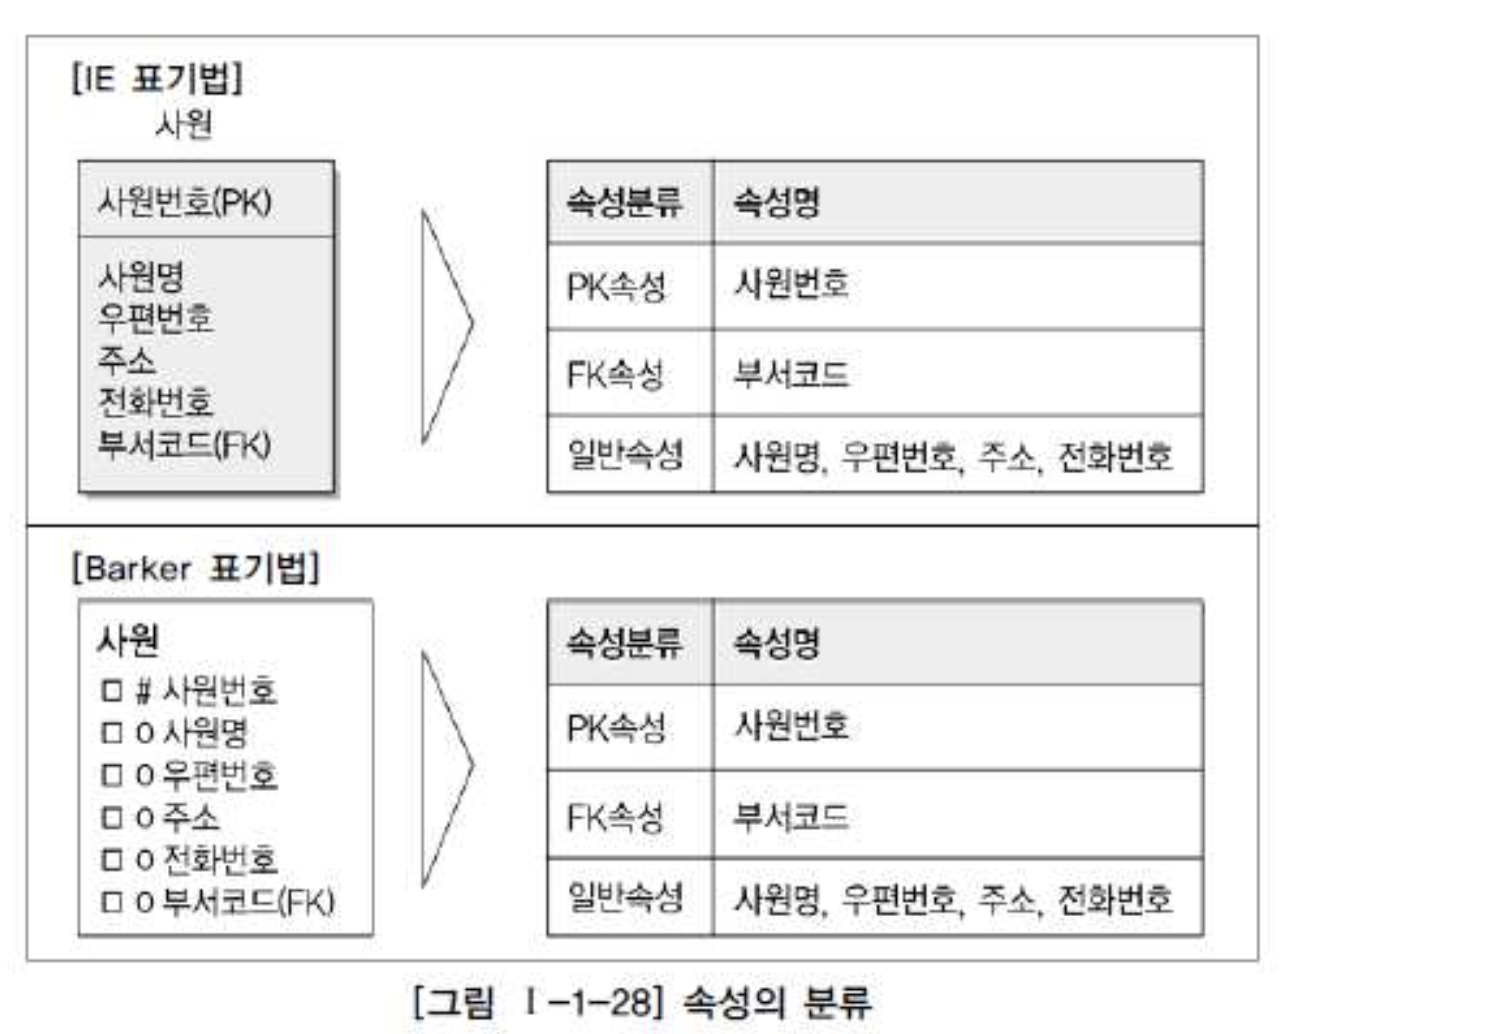 [IE 표기법]
사원
사원번호(PK)
사원명
우편번호
주소
전화번호
부서코드(FK)
속성분류 속성명
PK속성 사원번호
FK속성 부서코드
일반속성 사원명, 우편번호, 주소, 전화번호
[Barker 표기법]
사원
□ # 사원번호
□ o 사원명
□ o 우편번호
□ o 주소
□ o 전화번호
□ o 부서코드(FK)
속성분류 속성명
PK속성 사원번호
FK속성 부서코드
일반속성 사원명, 우편번호, 주소, 전화번호
[그림 Ⅰ-1-28] 속성의 분류